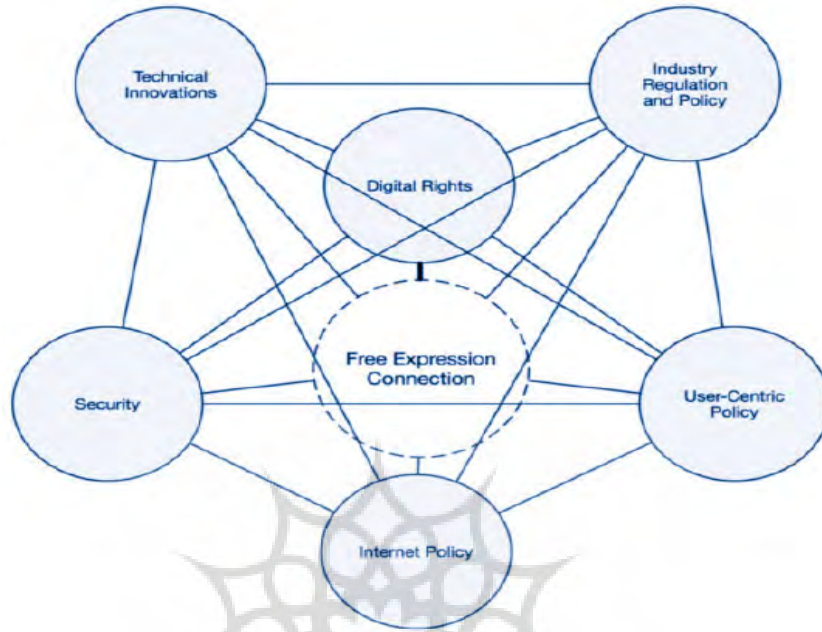 Technical
Innovations
Industry
Regulation
and Policy
Digital Rights
Free Expression
Connection
Security
User-Centric
Policy
Internet Policy